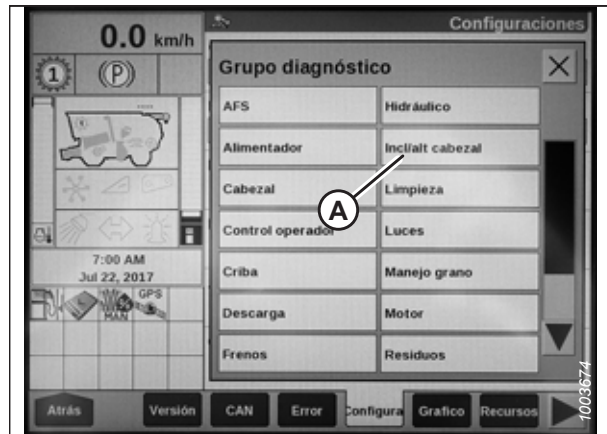 0.0 km/h
Configuraciones
1
(P)
Grupo diagnóstico
X
AFS
Hidráulico
Alimentador
Incl/alt cabezal
Cabezal
Limpieza
A
Control operador
Luces
7:00 AM
Jul 22, 2017
Criba
Manejo grano
GPS
MAN
Descarga
Motor
Frenos
Residuos
Atrás
Versión
CAN
Error
Configura
Grafico
Recursos
1003674